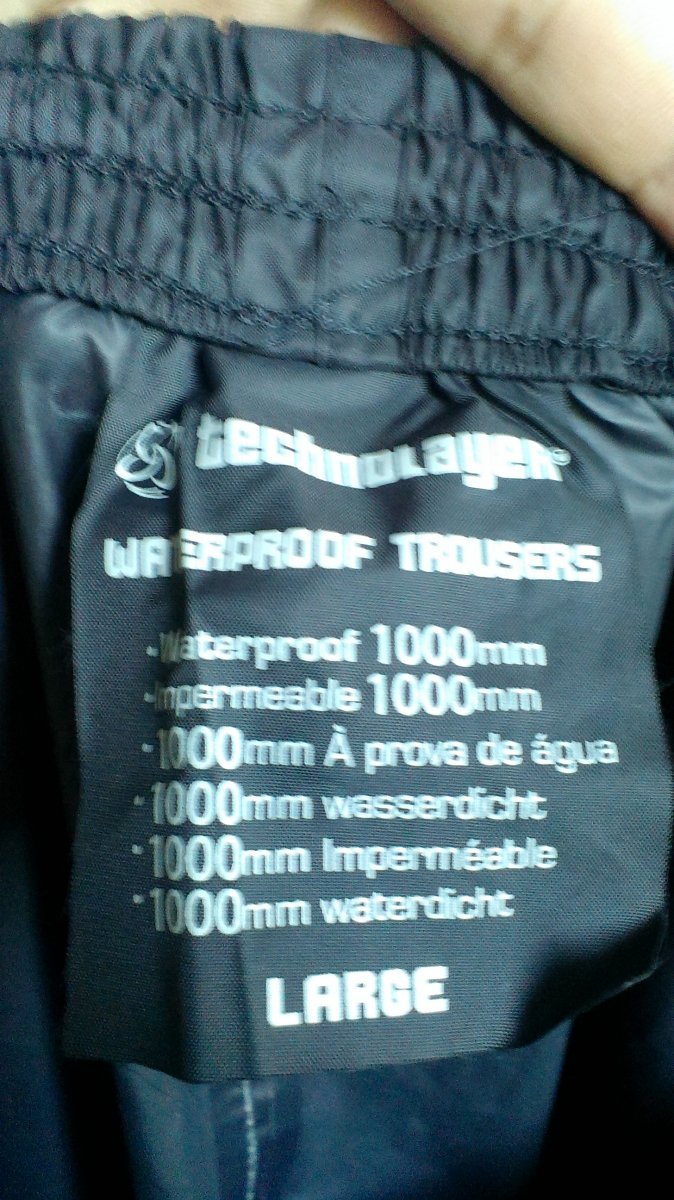 technolayer®
WATERPROOF TROUSERS
-Waterproof 1000mm
-Impermeable 1000mm
·1000mm À prova de água
·1000mm wasserdicht
·1000mm Imperméable
·1000mm waterdicht
LARGE